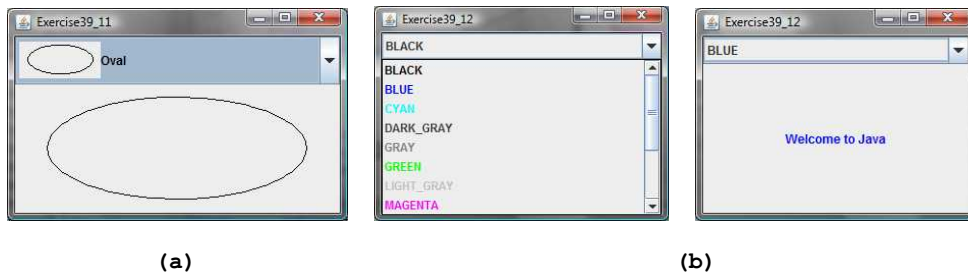 Exercise39_11
Oval
Exercise39_12
BLACK
BLACK
BLUE
CYAN
DARK_GRAY
GRAY
GREEN
LIGHT_GRAY
MAGENTA
Exercise39_12
BLUE
Welcome to Java
(a)
(b)